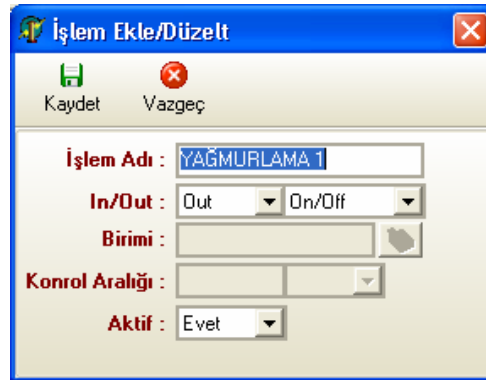 İşlem Ekle/Düzelt
Kaydet Vazgeç
İşlem Adı : YAĞMURLAMA 1
In/Out : Out On/Off
Birimi :
Konrol Aralığı :
Aktif : Evet